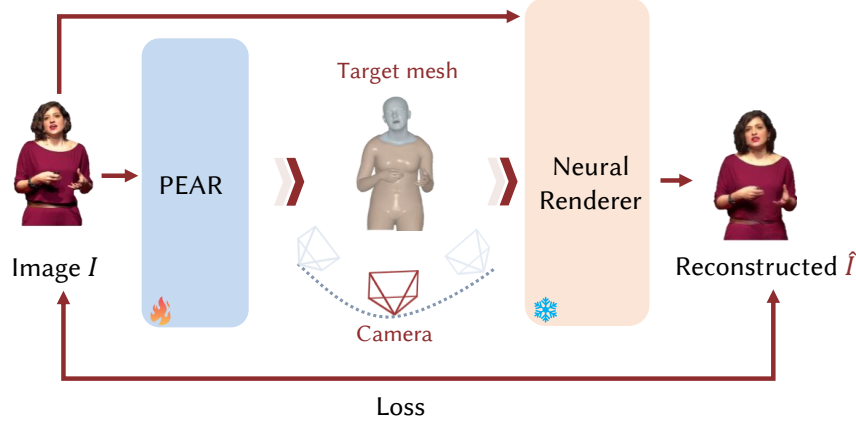 Target mesh
PEAR
Neural
Renderer
Image I
Reconstructed Î
Camera
Loss